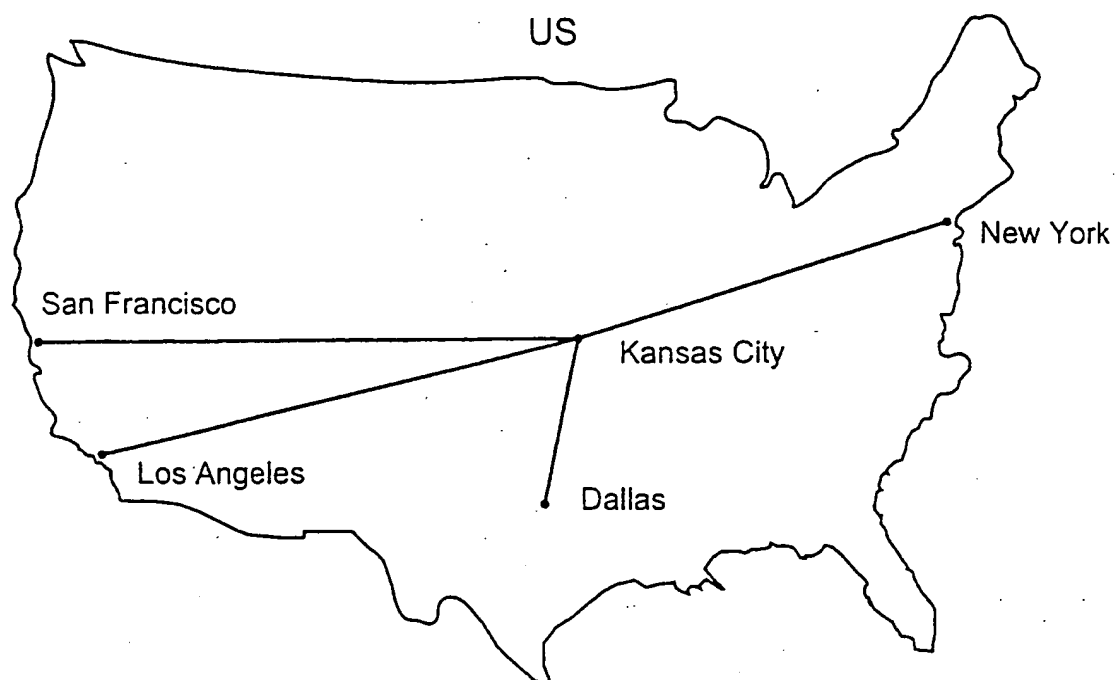 US
New York
San Francisco
Kansas City
Los Angeles
Dallas